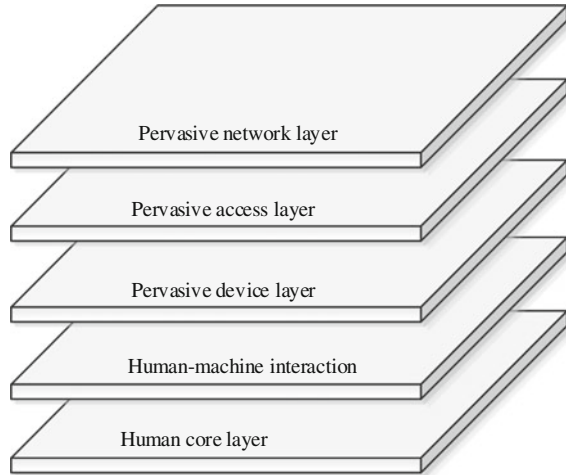 Pervasive network layer
Pervasive access layer
Pervasive device layer
Human-machine interaction
Human core layer